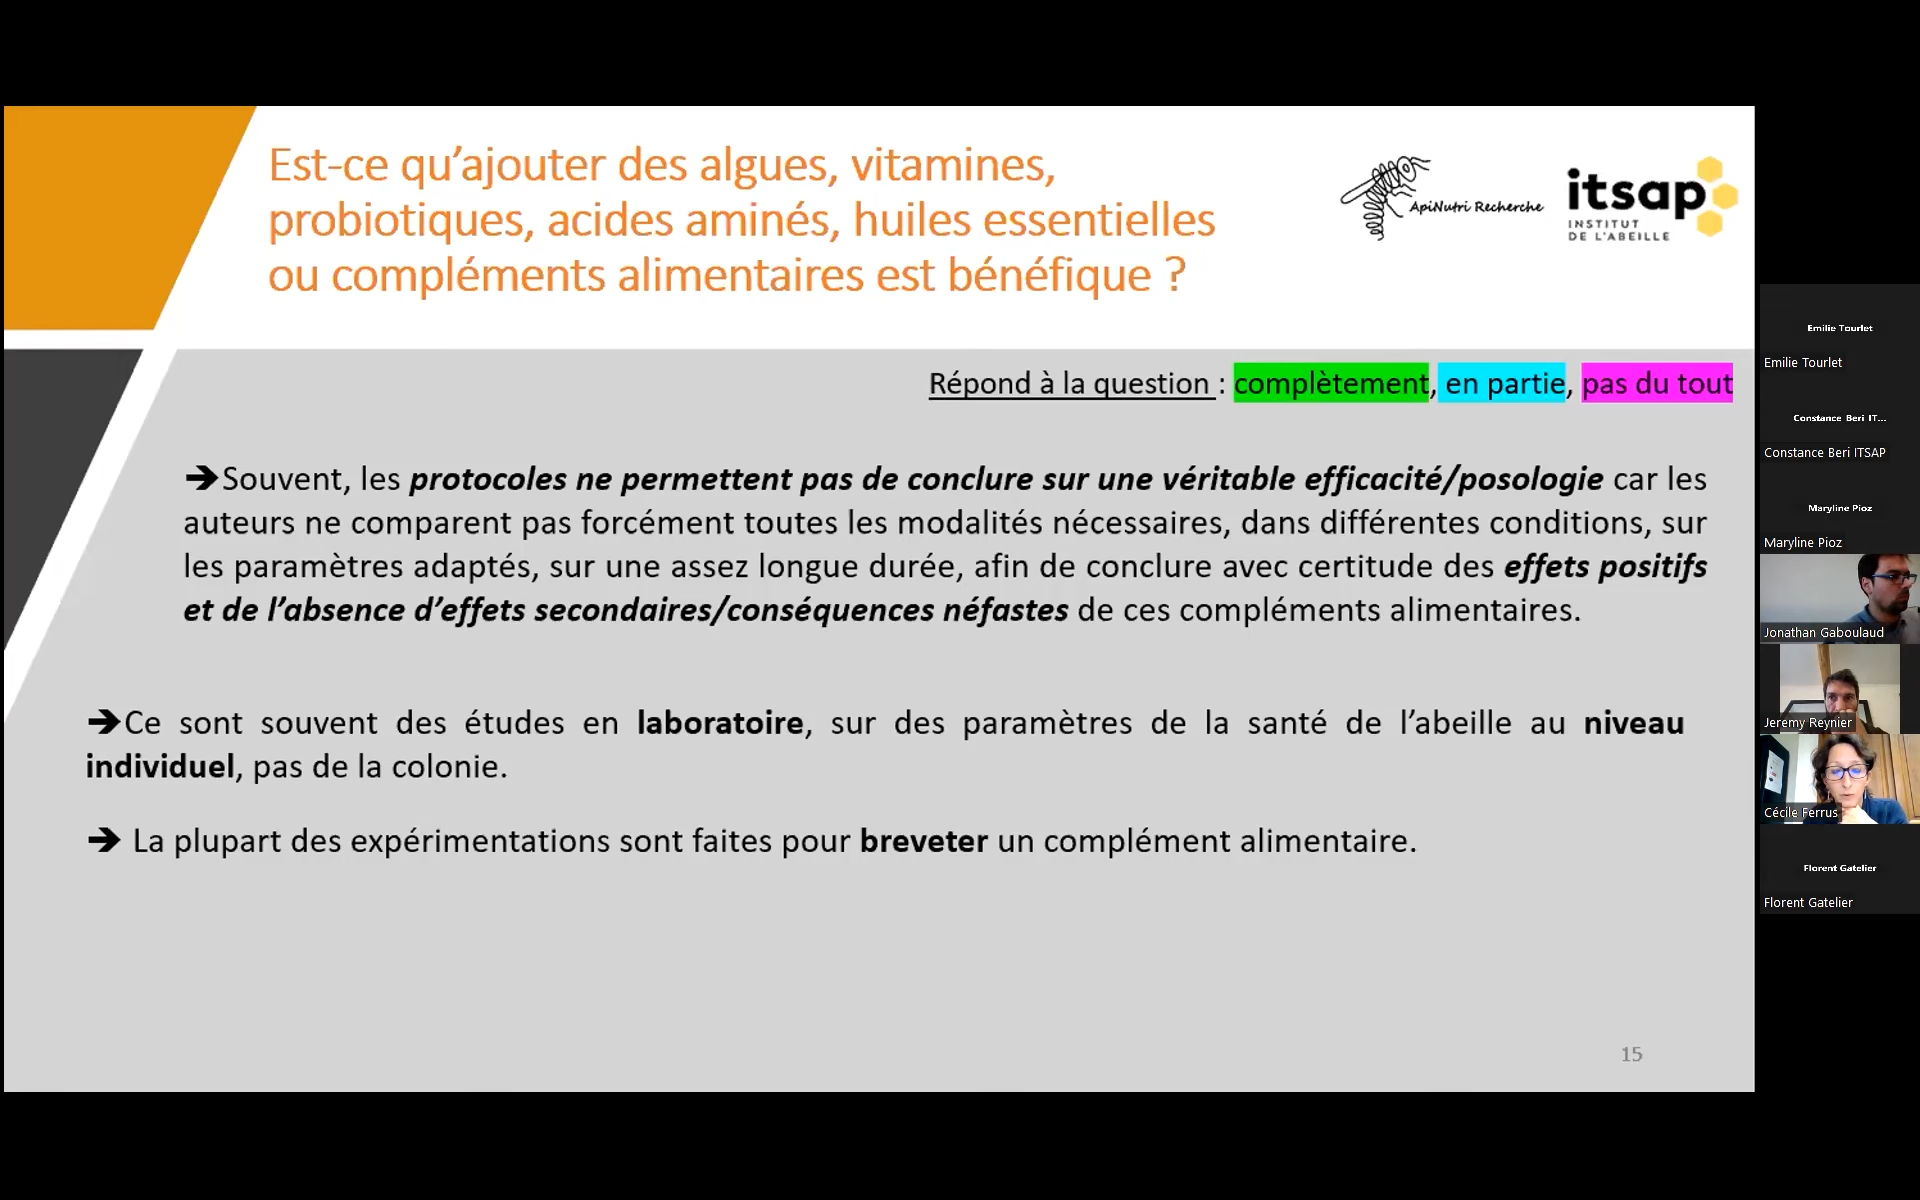 Est-ce qu’ajouter des algues, vitamines,
probiotiques, acides aminés, huiles essentielles
ou compléments alimentaires est bénéfique ?
ApiNutri Recherche
itsap
INSTITUT
DE L'ABEILLE
Répond à la question : complètement, en partie, pas du tout
➔Souvent, les protocoles ne permettent pas de conclure sur une véritable efficacité/posologie car les
auteurs ne comparent pas forcément toutes les modalités nécessaires, dans différentes conditions, sur
les paramètres adaptés, sur une assez longue durée, afin de conclure avec certitude des effets positifs
et de l’absence d’effets secondaires/conséquences néfastes de ces compléments alimentaires.
➔Ce sont souvent des études en laboratoire, sur des paramètres de la santé de l’abeille au niveau
individuel, pas de la colonie.
➔ La plupart des expérimentations sont faites pour breveter un complément alimentaire.
15
Emilie Tourlet
Emilie Tourlet
Constance Beri IT...
Constance Beri ITSAP
Maryline Pioz
Maryline Pioz
Jonathan Gaboulaud
Jeremy Reynier
Cécile Ferrus
Florent Gatelier
Florent Gatelier